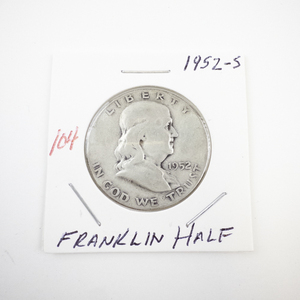 1952-S
LIBERTY
104
1952
IN GOD WE TRUST
FRANKLIN HALF